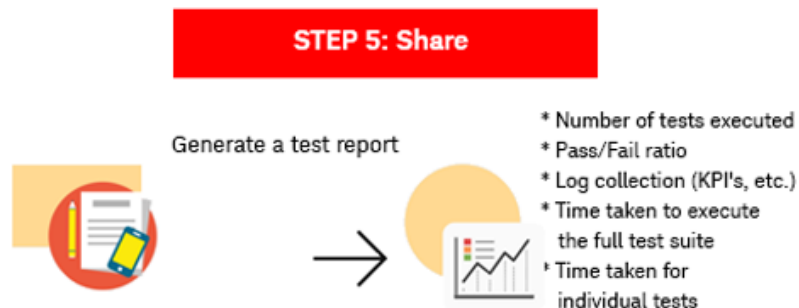 STEP 5: Share
Generate a test report
* Number of tests executed
* Pass/Fail ratio
* Log collection (KPI's, etc.)
* Time taken to execute
the full test suite
* Time taken for
individual tests